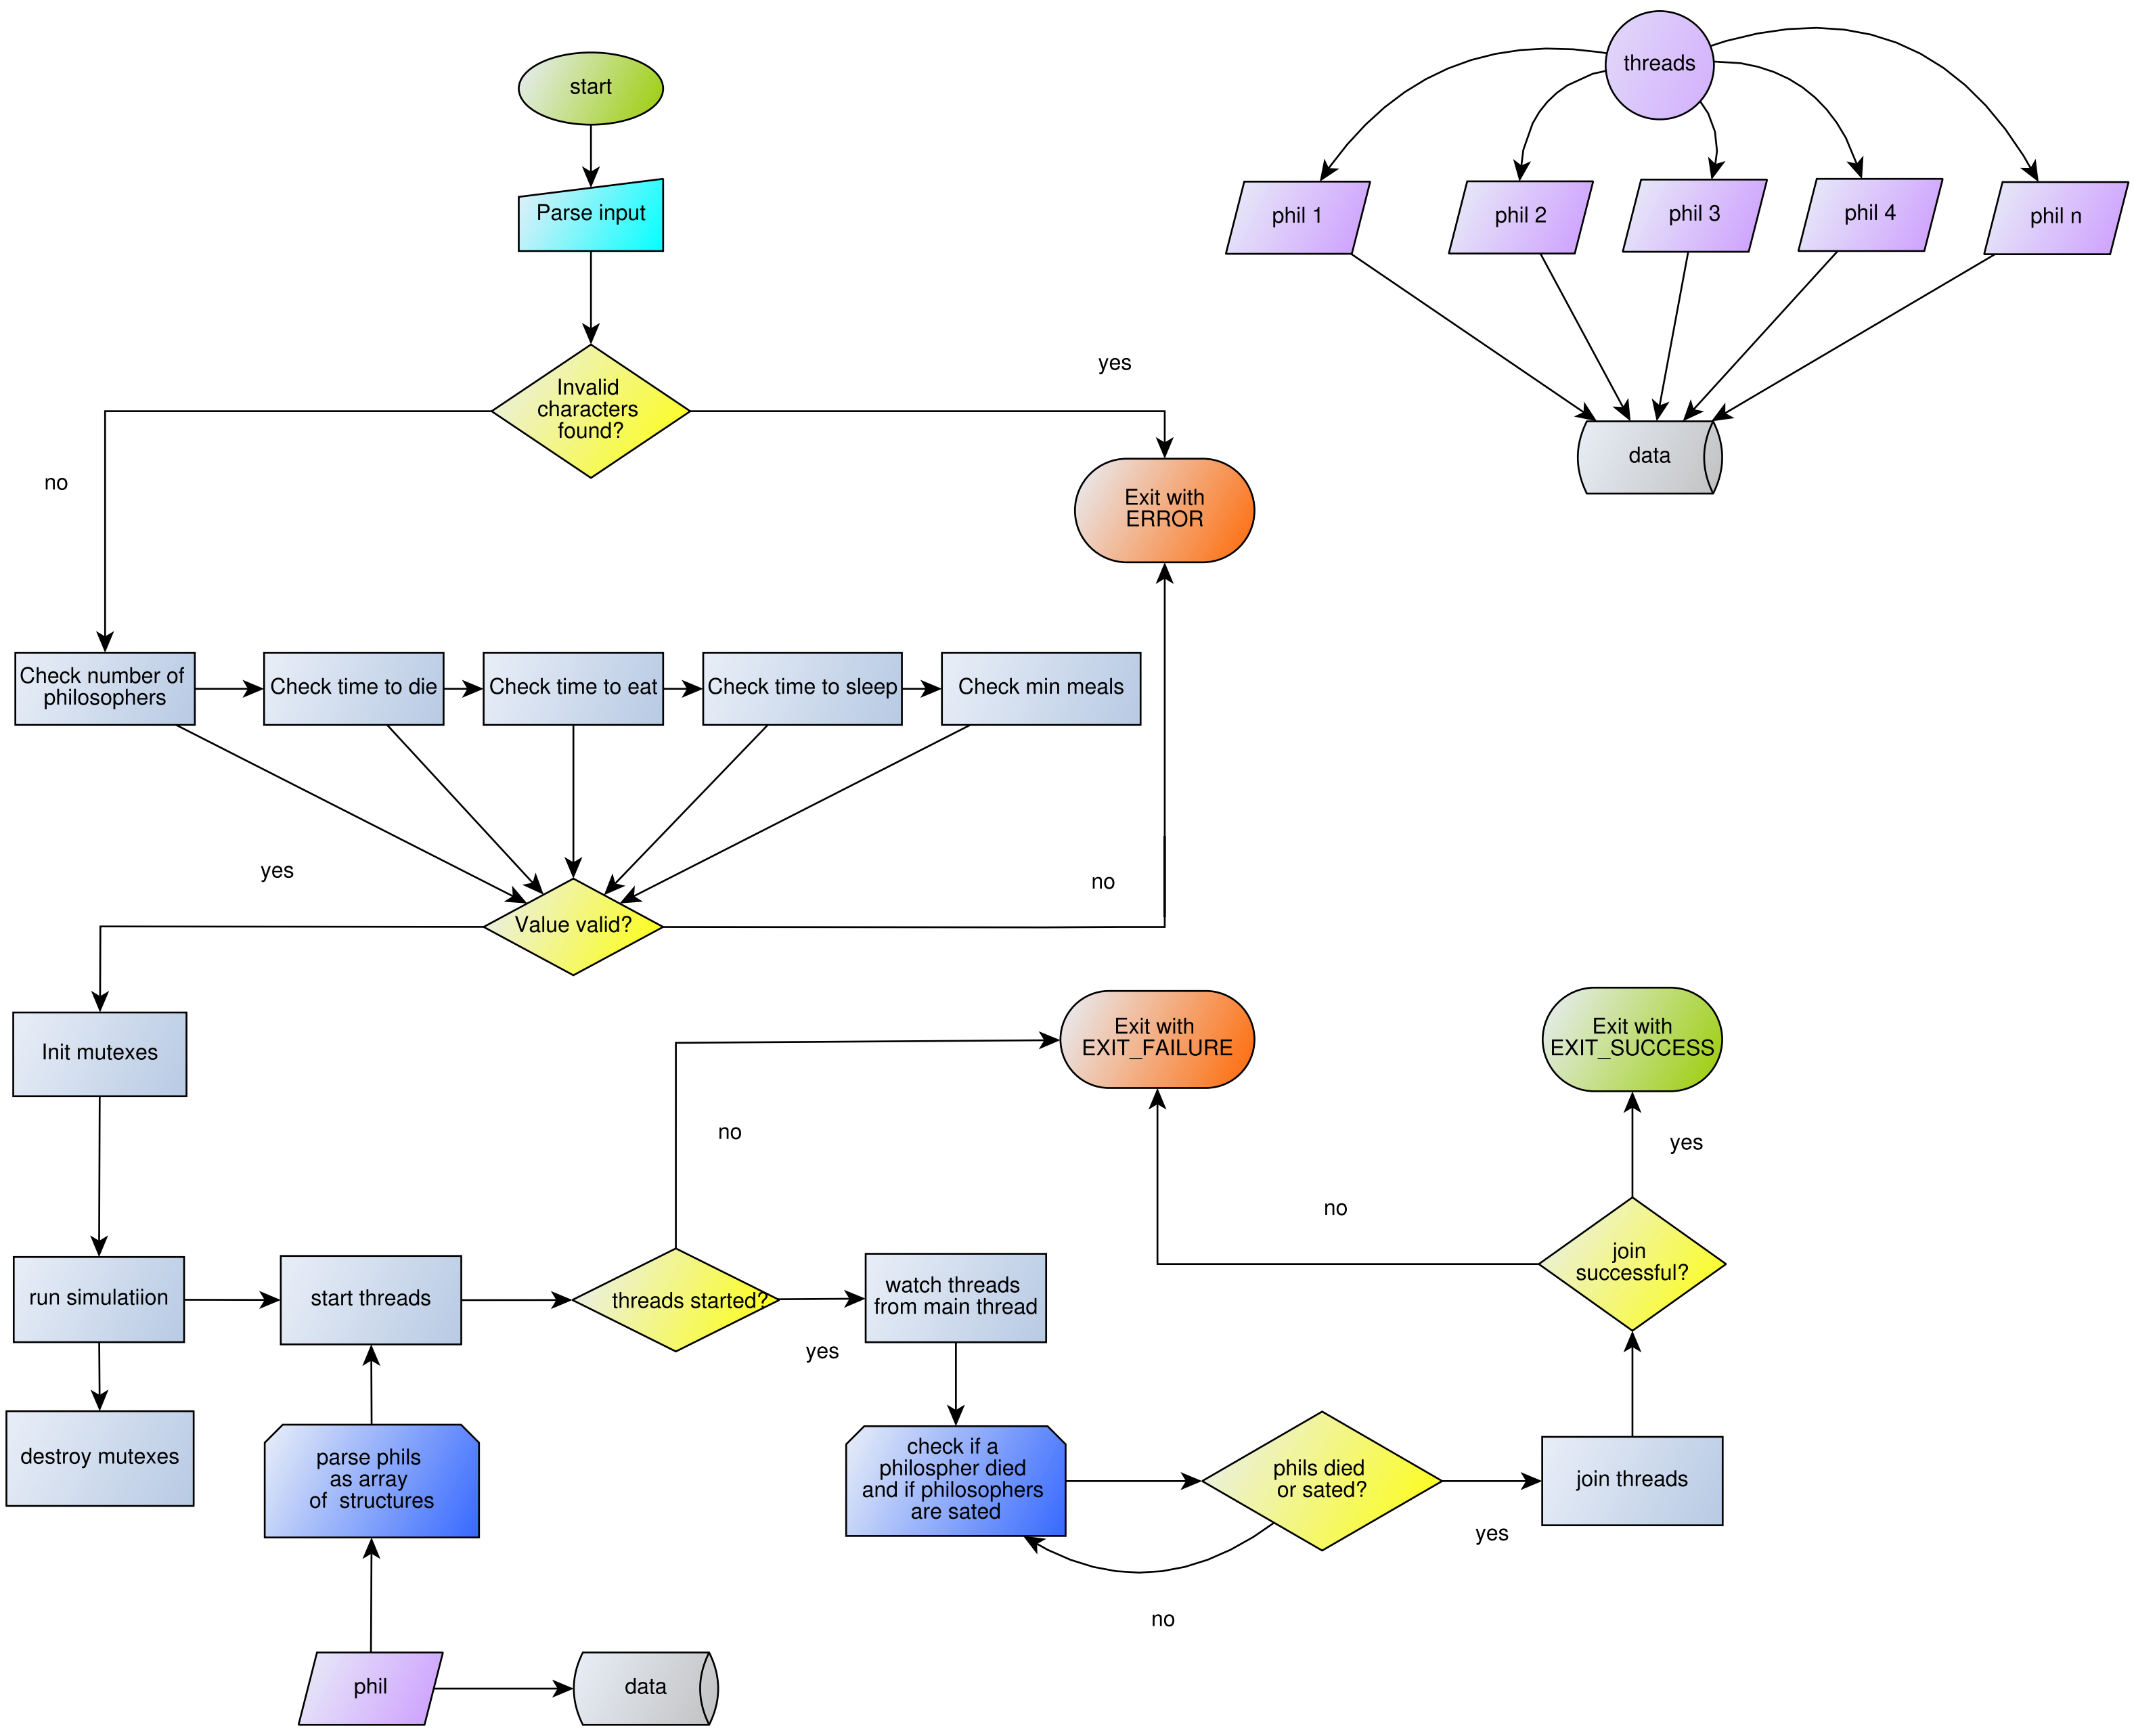 start
threads
Parse input
phil 1
phil 2
phil 3
phil 4
phil n
yes
Invalid
characters
found?
no
data
Exit with
ERROR
Check number of
philosophers
Check time to die
Check time to eat
Check time to sleep
Check min meals
yes
no
Value valid?
Init mutexes
Exit with
EXIT_FAILURE
Exit with
EXIT_SUCCESS
no
yes
no
join
successful?
run simulatiion
start threads
threads started?
watch threads
from main thread
yes
destroy mutexes
parse phils
as array
of structures
check if a
philospher died
and if philosophers
are sated
phils died
or sated?
join threads
yes
no
phil
data